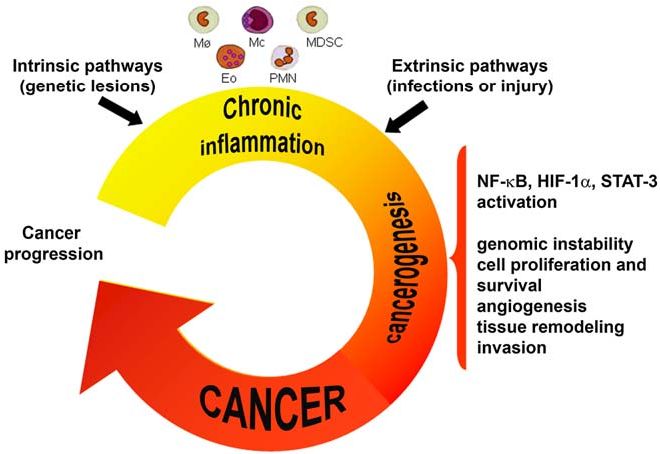 Mø
Mc
MDSC
Eo
PMN
Intrinsic pathways
(genetic lesions)
Extrinsic pathways
(infections or injury)
Chronic
inflammation
cancerogenesis
NF-κB, HIF-1α, STAT-3
activation
genomic instability
cell proliferation and
survival
angiogenesis
tissue remodeling
invasion
Cancer
progression
CANCER